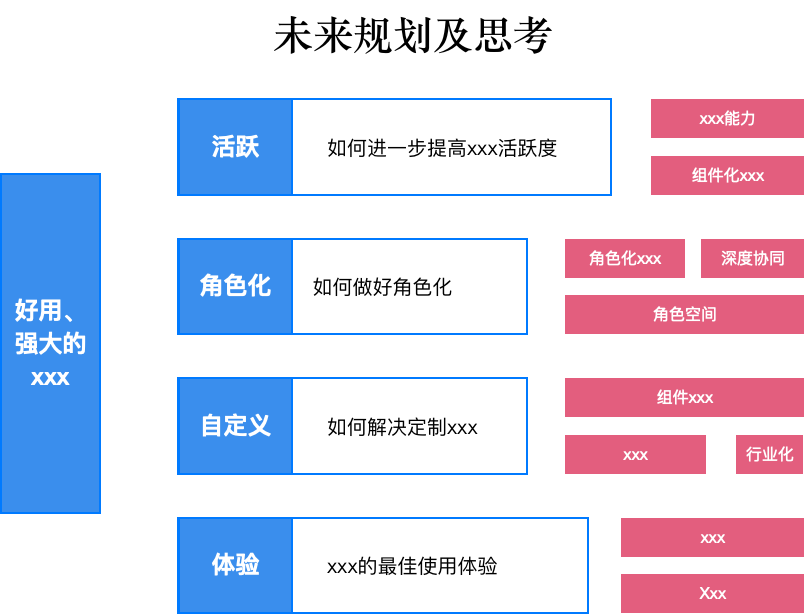 未来规划及思考
好用、
强大的
xxx
活跃
如何进一步提高xxx活跃度
xxx能力
组件化xxx
角色化
如何做好角色化
角色化xxx
深度协同
角色空间
自定义
如何解决定制xxx
组件xxx
xxx
行业化
体验
xxx的最佳使用体验
xxx
Xxx